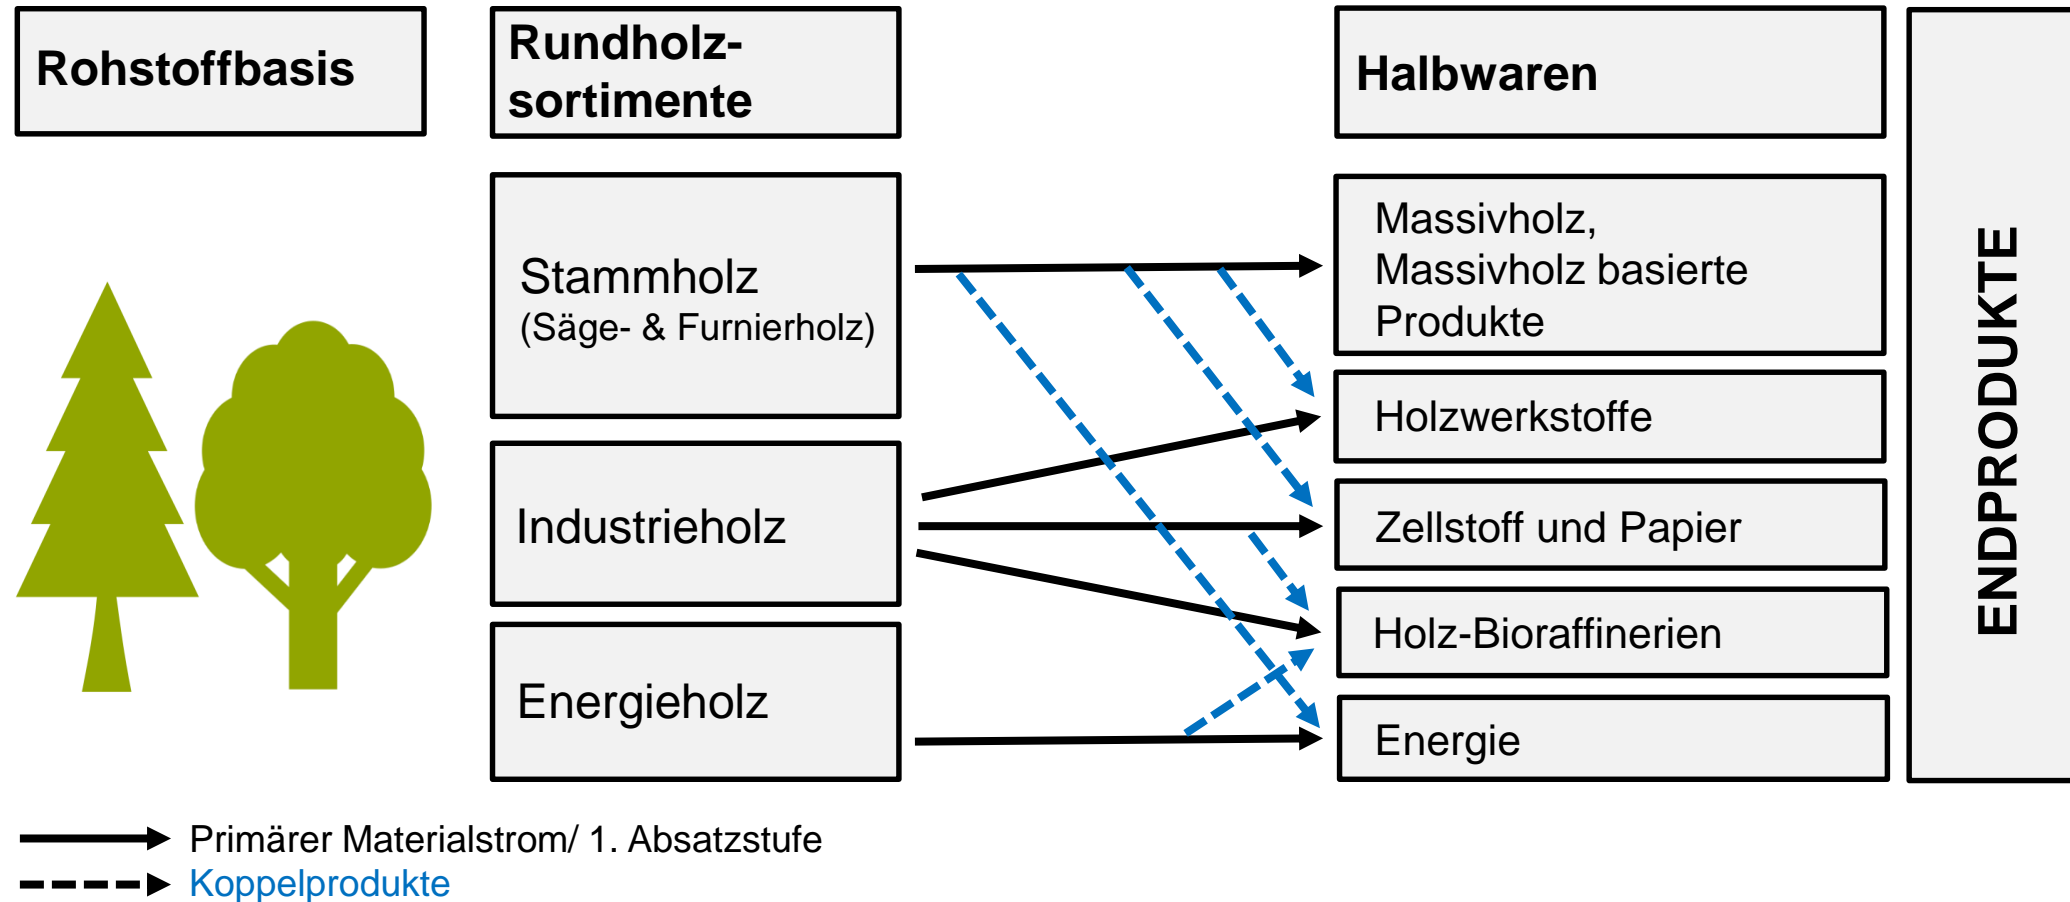 Rohstoffbasis
Rundholz-
sortimente
Halbwaren
Stammholz
(Säge- & Furnierholz)
Industrieholz
Energieholz
Massivholz,
Massivholz basierte
Produkte
Holzwerkstoffe
Zellstoff und Papier
Holz-Bioraffinerien
Energie
ENDPRODUKTE
Primärer Materialstrom/ 1. Absatzstufe
Koppelprodukte